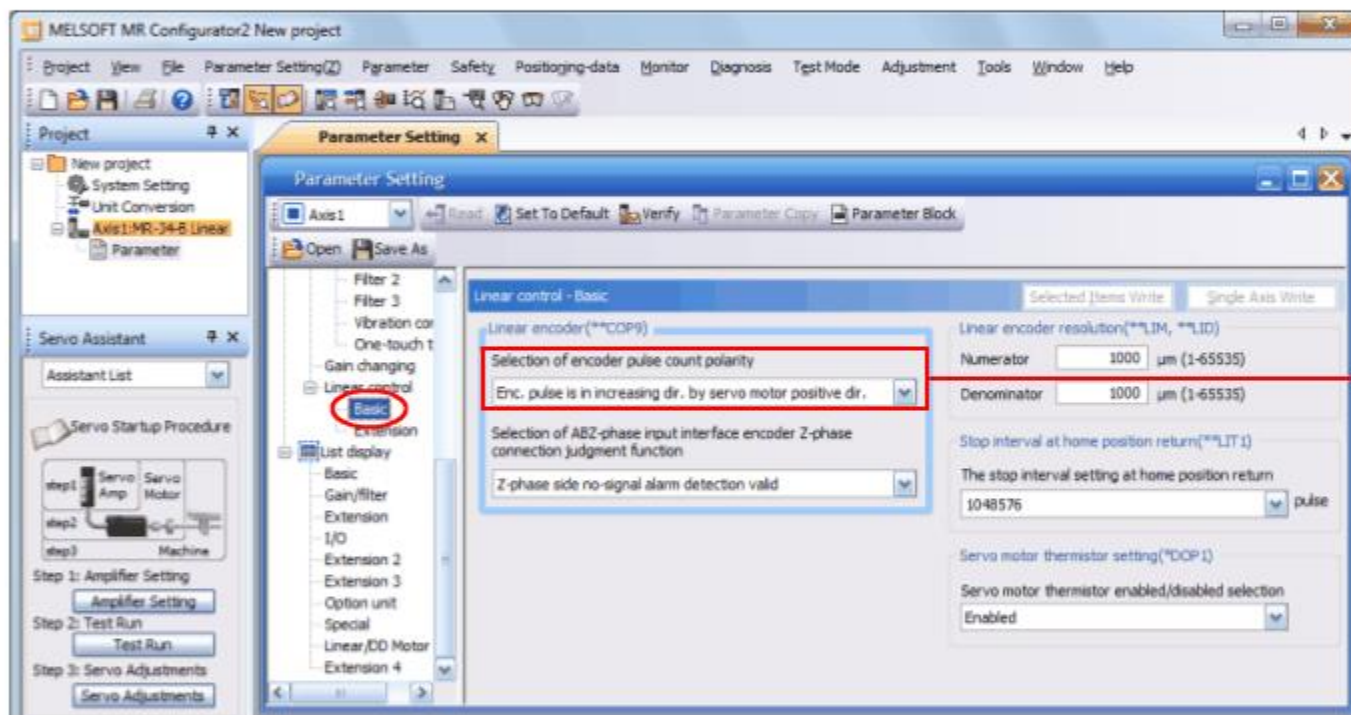 MELSOFT MR Configurator2 New project
Project View File Parameter Setting(Z) Parameter Safety Positioning-data Monitor Diagnosis Test Mode Adjustment Tools Window Help
Project
New project
System Setting
Unit Conversion
Axis1:MR-J4-B Linear
Parameter
Servo Assistant
Assistant List
Servo Startup Procedure
step1
Servo Amp
Servo Motor
step2
step3
Machine
Step 1: Amplifier Setting
Amplifier Setting
Step 2: Test Run
Test Run
Step 3: Servo Adjustments
Servo Adjustments
Parameter Setting
Parameter Setting
Axis1 Read Set To Default Verify Parameter Copy Parameter Block
Open Save As
Filter 2
Filter 3
Vibration cor
One-touch t
Gain changing
Linear control
Basic
Extension
List display
Basic
Gain/filter
Extension
I/O
Extension 2
Extension 3
Option unit
Special
Linear/DD Motor
Extension 4
Linear control - Basic
Selected Items Write Single Axis Write
Linear encoder(**COP9)
Selection of encoder pulse count polarity
Enc. pulse is in increasing dir. by servo motor positive dir.
Selection of ABZ-phase input interface encoder Z-phase
connection judgment function
Z-phase side no-signal alarm detection valid
Linear encoder resolution(**LIM, **LID)
Numerator 1000 μm (1-65535)
Denominator 1000 μm (1-65535)
Stop interval at home position return(**LIT1)
The stop interval setting at home position return
1048576 pulse
Servo motor thermistor setting(*DOP1)
Servo motor thermistor enabled/disabled selection
Enabled